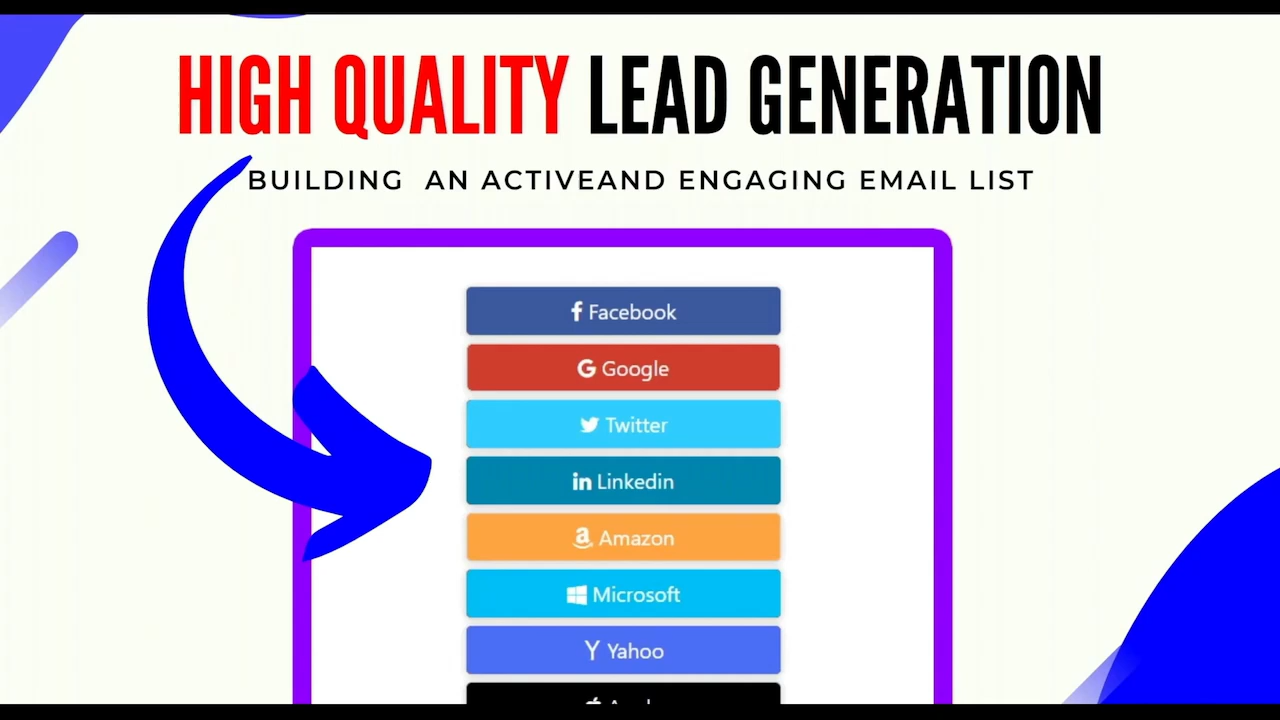 HIGH QUALITY LEAD GENERATION
BUILDING AN ACTIVEAND ENGAGING EMAIL LIST
Facebook
Google
Twitter
Linkedin
Amazon
Microsoft
Yahoo